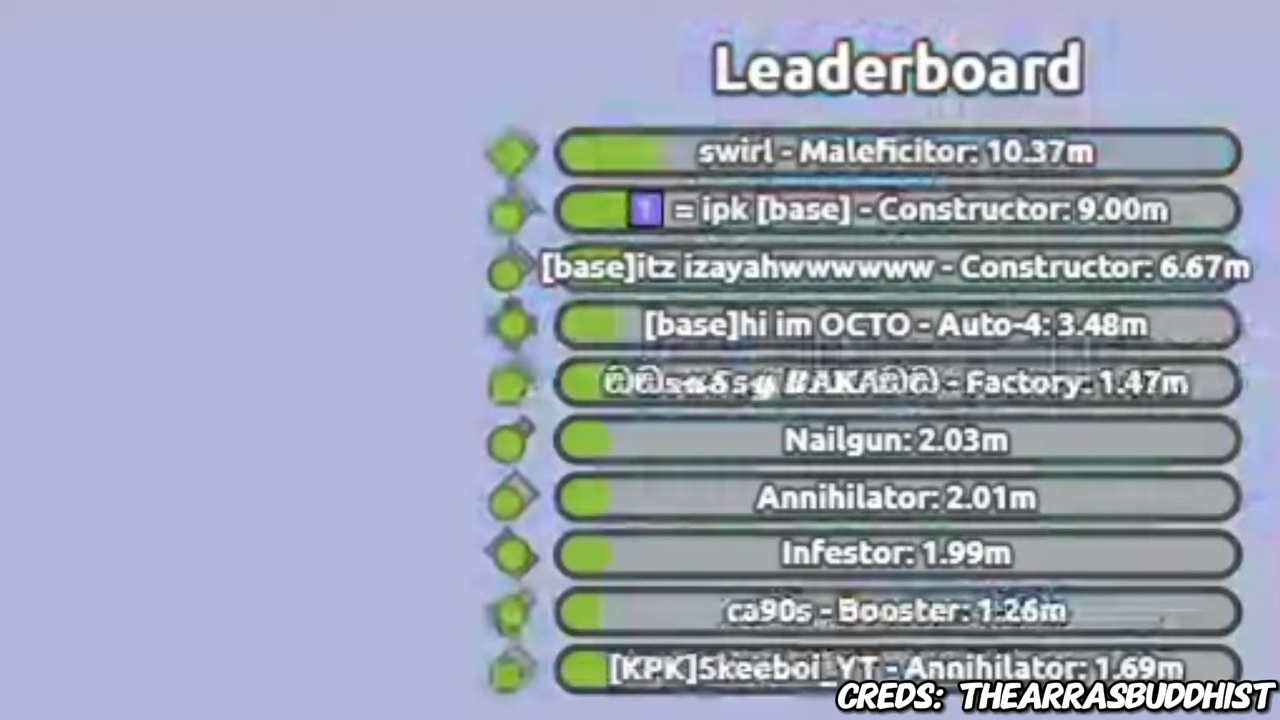 Leaderboard
swirl - Maleficitor: 10.37m
1 = ipk [base] - Constructor: 9.00m
[base]itz izayahwwwwww - Constructor: 6.67m
[base]hi im OCTO - Auto-4: 3.48m
- Factory: 1.47m
Nailgun: 2.03m
Annihilator: 2.01m
Infestor: 1.99m
ca90s - Booster: 1.26m
[KPK]Skeeboi_YT - Annihilator: 1.69m
CREDS: THEARRASBUDDHIST